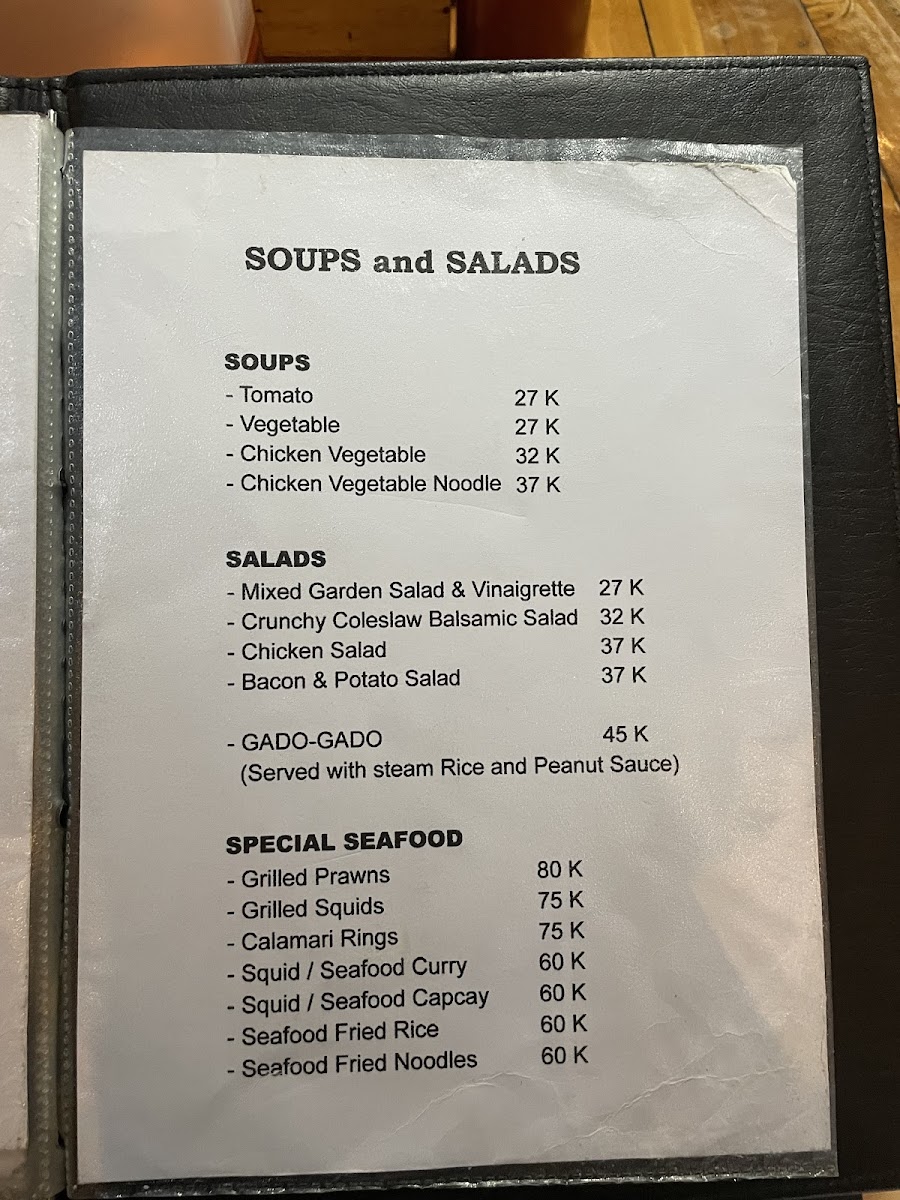 SOUPS and SALADS
SOUPS
- Tomato 27 K
- Vegetable 27 K
- Chicken Vegetable 32 K
- Chicken Vegetable Noodle 37 K
SALADS
- Mixed Garden Salad & Vinaigrette 27 K
- Crunchy Coleslaw Balsamic Salad 32 K
- Chicken Salad 37 K
- Bacon & Potato Salad 37 K
- GADO-GADO 45 K
(Served with steam Rice and Peanut Sauce)
SPECIAL SEAFOOD
- Grilled Prawns 80 K
- Grilled Squids 75 K
- Calamari Rings 75 K
- Squid / Seafood Curry 60 K
- Squid / Seafood Capcay 60 K
- Seafood Fried Rice 60 K
- Seafood Fried Noodles 60 K